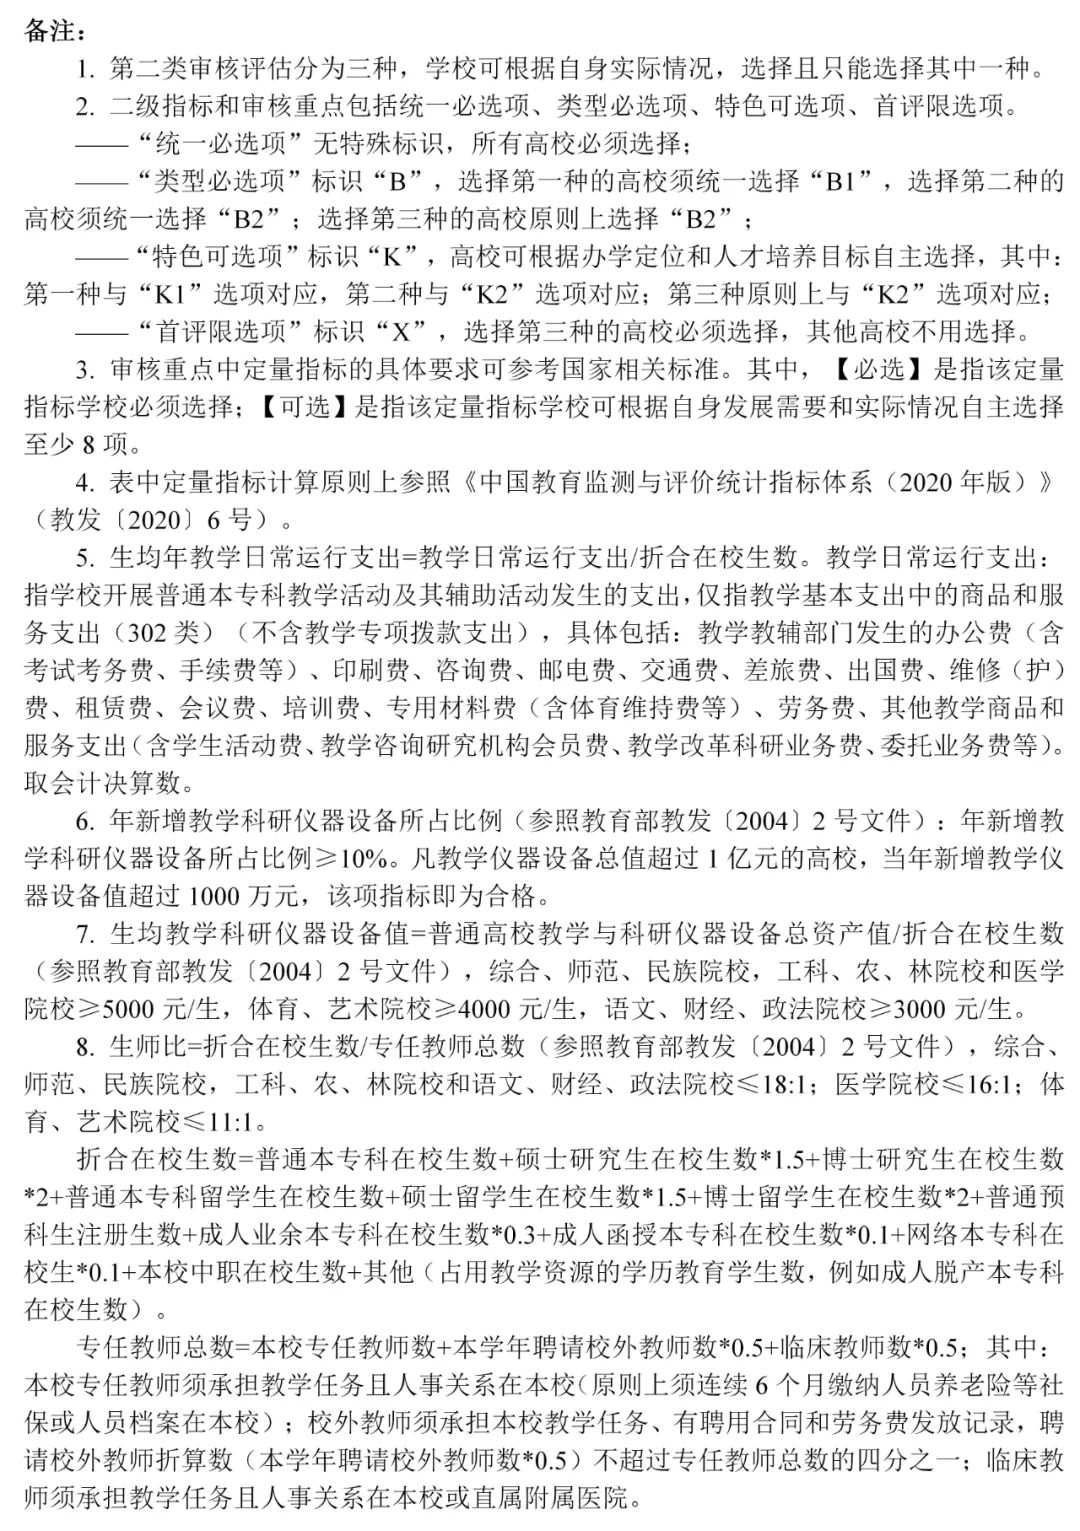 备注：
1. 第二类审核评估分为三种，学校可根据自身实际情况，选择且只能选择其中一种。
2. 二级指标和审核重点包括统一必选项、类型必选项、特色可选项、首评限选项。
——“统一必选项”无特殊标识，所有高校必须选择；
——“类型必选项”标识“B”，选择第一种的高校须统一选择“B1”，选择第二种的
高校须统一选择“B2”；选择第三种的高校原则上选择“B2”；
——“特色可选项”标识“K”，高校可根据办学定位和人才培养目标自主选择，其中：
第一种与“K1”选项对应，第二种与“K2”选项对应；第三种原则上与“K2”选项对应；
——“首评限选项”标识“X”，选择第三种的高校必须选择，其他高校不用选择。
3. 审核重点中定量指标的具体要求可参考国家相关标准。其中，【必选】是指该定量
指标学校必须选择；【可选】是指该定量指标学校可根据自身发展需要和实际情况自主选择
至少 8 项。
4. 表中定量指标计算原则上参照《中国教育监测与评价统计指标体系（2020 年版）》
（教发〔2020〕6 号）。
5. 生均年教学日常运行支出=教学日常运行支出/折合在校生数。教学日常运行支出：
指学校开展普通本专科教学活动及其辅助活动发生的支出，仅指教学基本支出中的商品和服
务支出（302 类）（不含教学专项拨款支出），具体包括：教学教辅部门发生的办公费（含
考试考务费、手续费等）、印刷费、咨询费、邮电费、交通费、差旅费、出国费、维修（护）
费、租赁费、会议费、培训费、专用材料费（含体育维持费等）、劳务费、其他教学商品和
服务支出（含学生活动费、教学咨询研究机构会员费、教学改革科研业务费、委托业务费等）。
取会计决算数。
6. 年新增教学科研仪器设备所占比例（参照教育部教发〔2004〕2 号文件）：年新增教
学科研仪器设备所占比例≥10%。凡教学仪器设备总值超过 1 亿元的高校，当年新增教学仪
器设备值超过 1000 万元，该项指标即为合格。
7. 生均教学科研仪器设备值=普通高校教学与科研仪器设备总资产值/折合在校生数
（参照教育部教发〔2004〕2 号文件），综合、师范、民族院校，工科、农、林院校和医学
院校≥5000 元/生，体育、艺术院校≥4000 元/生，语文、财经、政法院校≥3000 元/生。
8. 生师比=折合在校生数/专任教师总数（参照教育部教发〔2004〕2 号文件），综合、
师范、民族院校，工科、农、林院校和语文、财经、政法院校≤18:1；医学院校≤16:1；体
育、艺术院校≤11:1。
折合在校生数=普通本专科在校生数+硕士研究生在校生数*1.5+博士研究生在校生数
*2+普通本专科留学生在校生数+硕士留学生在校生数*1.5+博士留学生在校生数*2+普通预
科生注册生数+成人业余本专科在校生数*0.3+成人函授本专科在校生数*0.1+网络本专科在
校生*0.1+本校中职在校生数+其他（占用教学资源的学历教育学生数，例如成人脱产本专科
在校生数）。
专任教师总数=本校专任教师数+本学年聘请校外教师数*0.5+临床教师数*0.5；其中：
本校专任教师须承担教学任务且人事关系在本校（原则上须连续 6 个月缴纳人员养老险等社
保或人员档案在本校）；校外教师须承担本校教学任务、有聘用合同和劳务费发放记录，聘
请校外教师折算数（本学年聘请校外教师数*0.5）不超过专任教师总数的四分之一；临床教
师须承担教学任务且人事关系在本校或直属附属医院。